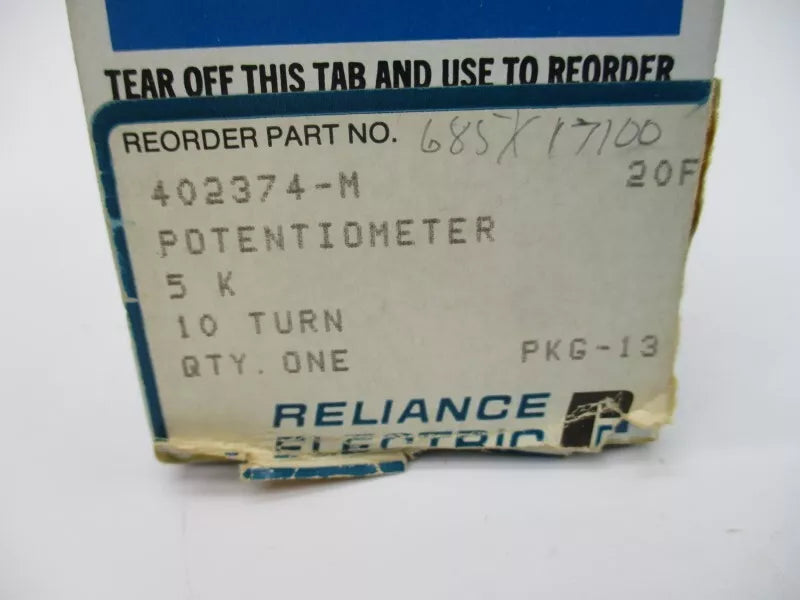 TEAR OFF THIS TAB AND USE TO REORDER
REORDER PART NO. 685X17100
402374-M 20F
POTENTIOMETER
5 K
10 TURN
QTY. ONE PKG-13
RELIANCE
ELECTRIC